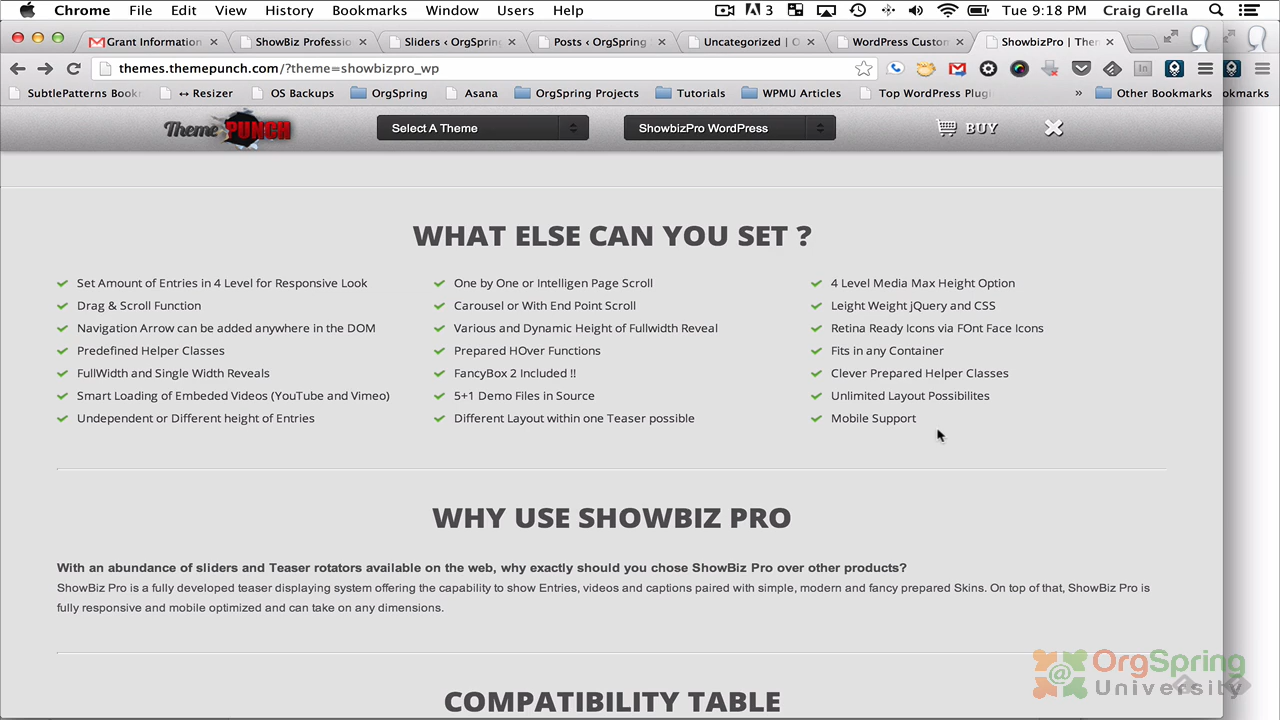 Chrome File Edit View History Bookmarks Window Users Help 3 Tue 9:18 PM Craig Grella
Grant Information ShowBiz Professio Sliders ‹ OrgSpring Posts ‹ OrgSpring Uncategorized | O WordPress Custom ShowbizPro | Them
themes.themepunch.com/?theme=showbizpro_wp
SubtlePatterns Book Resizer OS Backups OrgSpring Asana OrgSpring Projects Tutorials WPMU Articles Top WordPress Plugi » Other Bookmarks okmarks
Theme PUNCH Select A Theme ShowbizPro WordPress BUY
WHAT ELSE CAN YOU SET ?
Set Amount of Entries in 4 Level for Responsive Look
Drag & Scroll Function
Navigation Arrow can be added anywhere in the DOM
Predefined Helper Classes
FullWidth and Single Width Reveals
Smart Loading of Embeded Videos (YouTube and Vimeo)
Undependent or Different height of Entries
One by One or Intelligen Page Scroll
Carousel or With End Point Scroll
Various and Dynamic Height of Fullwidth Reveal
Prepared HOver Functions
FancyBox 2 Included !!
5+1 Demo Files in Source
Different Layout within one Teaser possible
4 Level Media Max Height Option
Leight Weight jQuery and CSS
Retina Ready Icons via FOnt Face Icons
Fits in any Container
Clever Prepared Helper Classes
Unlimited Layout Possibilites
Mobile Support
WHY USE SHOWBIZ PRO
With an abundance of sliders and Teaser rotators available on the web, why exactly should you chose ShowBiz Pro over other products?
ShowBiz Pro is a fully developed teaser displaying system offering the capability to show Entries, videos and captions paired with simple, modern and fancy prepared Skins. On top of that, ShowBiz Pro is
fully responsive and mobile optimized and can take on any dimensions.
COMPATIBILITY TABLE
@ OrgSpring
University